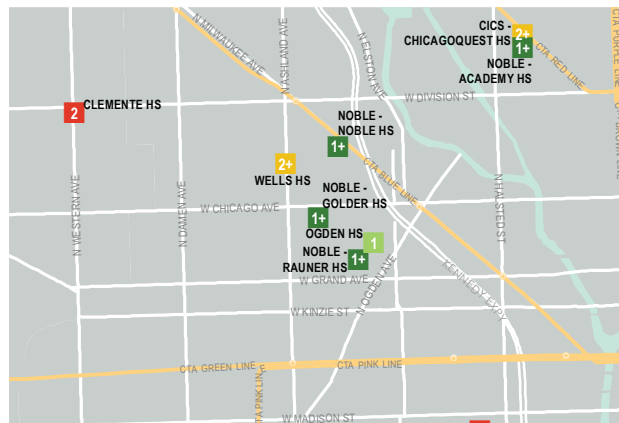 CICS -
CHICAGOQUEST HS
2+
1+
NOBLE -
ACADEMY HS
CTA RED LINE
CTA PURPLE LINE
N MILWAUKEE AVE
N ASHLAND AVE
N ELSTON AVE
W DIVISION ST
2
CLEMENTE HS
NOBLE -
NOBLE HS
1+
CTA BLUE LINE
2+
WELLS HS
NOBLE -
GOLDER HS
1+
N WESTERN AVE
N DAMEN AVE
W CHICAGO AVE
N HALSTED ST
OGDEN HS
1
NOBLE -
RAUNER HS
1+
W GRAND AVE
N OGDEN AVE
KENNEDY EXPY
W KINZIE ST
CTA GREEN LINE
CTA PINK LINE
CTA PINK LINE
W MADISON ST